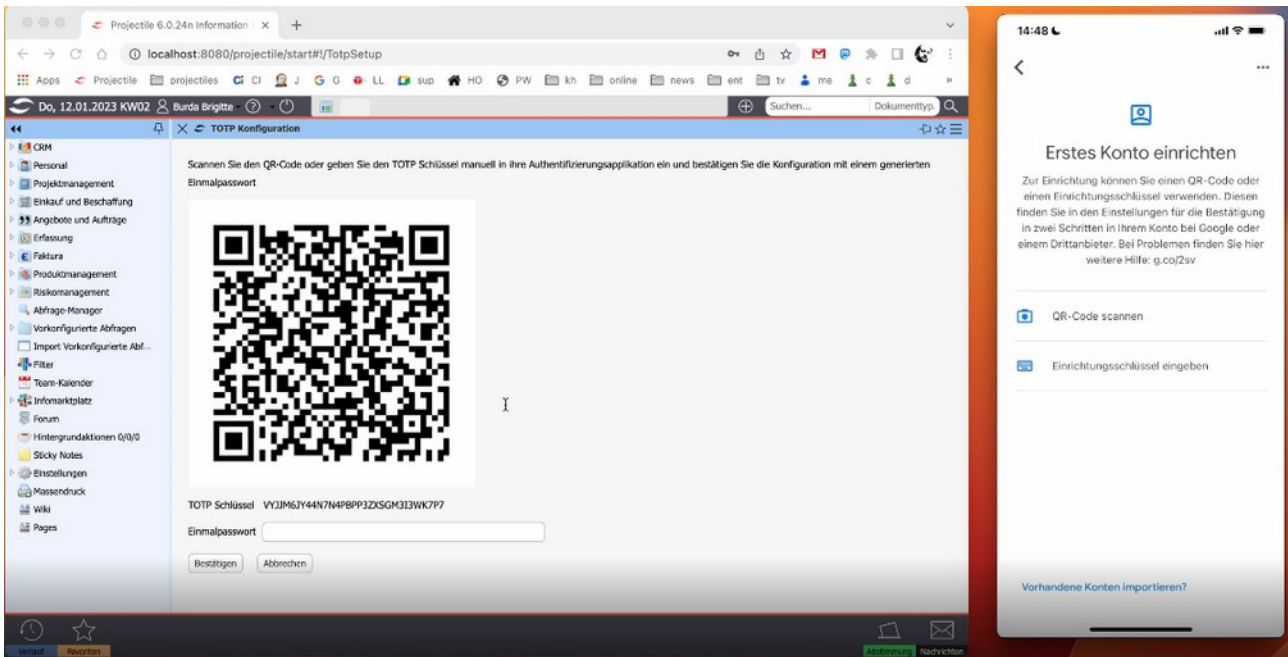 Projectile 6.0.24n Information
localhost:8080/projectile/start#!/TotpSetup
Apps Projectile projectiles CI J G LL sup HO PW kh online news ent tv me c d »
Do, 12.01.2023 KW02 Burda Brigitte
Suchen... Dokumenttyp.
TOTP Konfiguration
CRM
Personal
Projektmanagement
Einkauf und Beschaffung
Angebote und Aufträge
Erfassung
Faktura
Produktmanagement
Risikomanagement
Abfrage-Manager
Vorkonfigurierte Abfragen
Import Vorkonfigurierte Abf...
Filter
Team-Kalender
Infomarktplatz
Forum
Hintergrundaktionen 0/0/0
Sticky Notes
Einstellungen
Massendruck
Wiki
Pages
Scannen Sie den QR-Code oder geben Sie den TOTP Schlüssel manuell in ihre Authentifizierungsapplikation ein und bestätigen Sie die Konfiguration mit einem generierten
Einmalpasswort
TOTP Schlüssel
Einmalpasswort
Bestätigen Abbrechen
Verlauf Favoriten
Abstimmung Nachrichten
14:48
Erstes Konto einrichten
Zur Einrichtung können Sie einen QR-Code oder
einen Einrichtungsschlüssel verwenden. Diesen
finden Sie in den Einstellungen für die Bestätigung
in zwei Schritten in Ihrem Konto bei Google oder
einem Drittanbieter. Bei Problemen finden Sie hier
weitere Hilfe: g.co/2sv
QR-Code scannen
Einrichtungsschlüssel eingeben
Vorhandene Konten importieren?